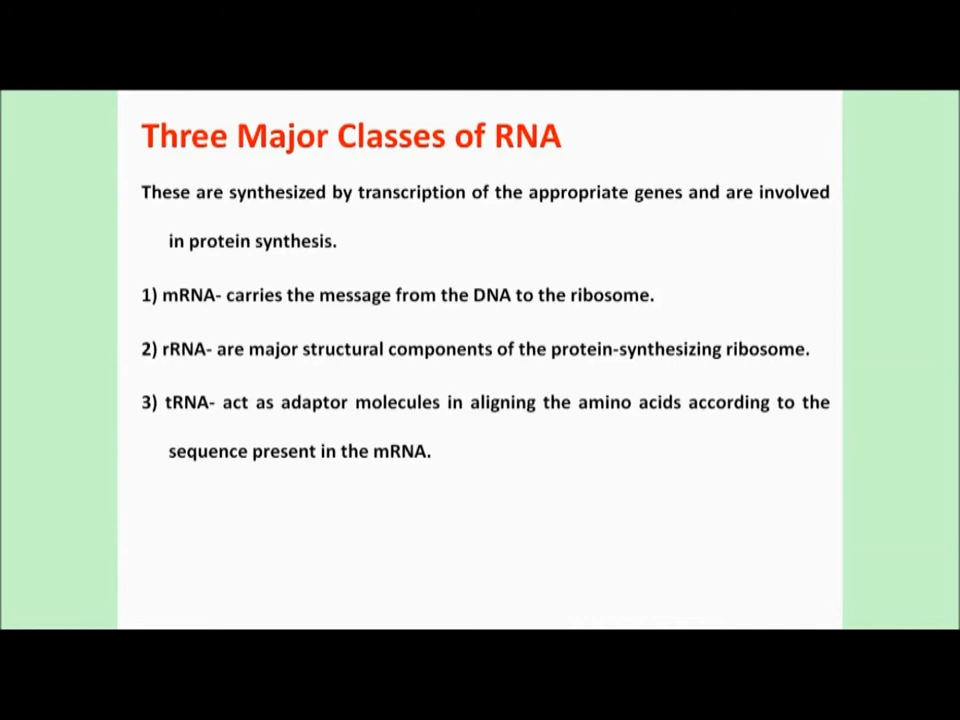 Three Major Classes of RNA
These are synthesized by transcription of the appropriate genes and are involved
in protein synthesis.
1) mRNA- carries the message from the DNA to the ribosome.
2) rRNA- are major structural components of the protein-synthesizing ribosome.
3) tRNA- act as adaptor molecules in aligning the amino acids according to the
sequence present in the mRNA.